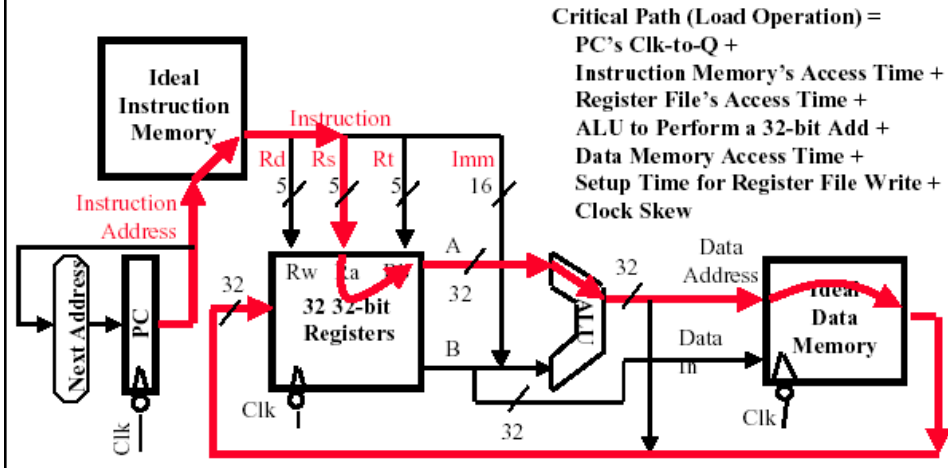 Critical Path (Load Operation) =
PC's Clk-to-Q +
Instruction Memory's Access Time +
Register File's Access Time +
ALU to Perform a 32-bit Add +
Data Memory Access Time +
Setup Time for Register File Write +
Clock Skew
Ideal
Instruction
Memory
Instruction
Rd
Rs
Rt
Imm
5
5
5
16
Instruction
Address
32
Next Address
PC
Clk
Rw
Ra
32 32-bit
Registers
Clk
A
32
B
32
ALU
32
Data
Address
Data
In
Ideal
Data
Memory
Clk